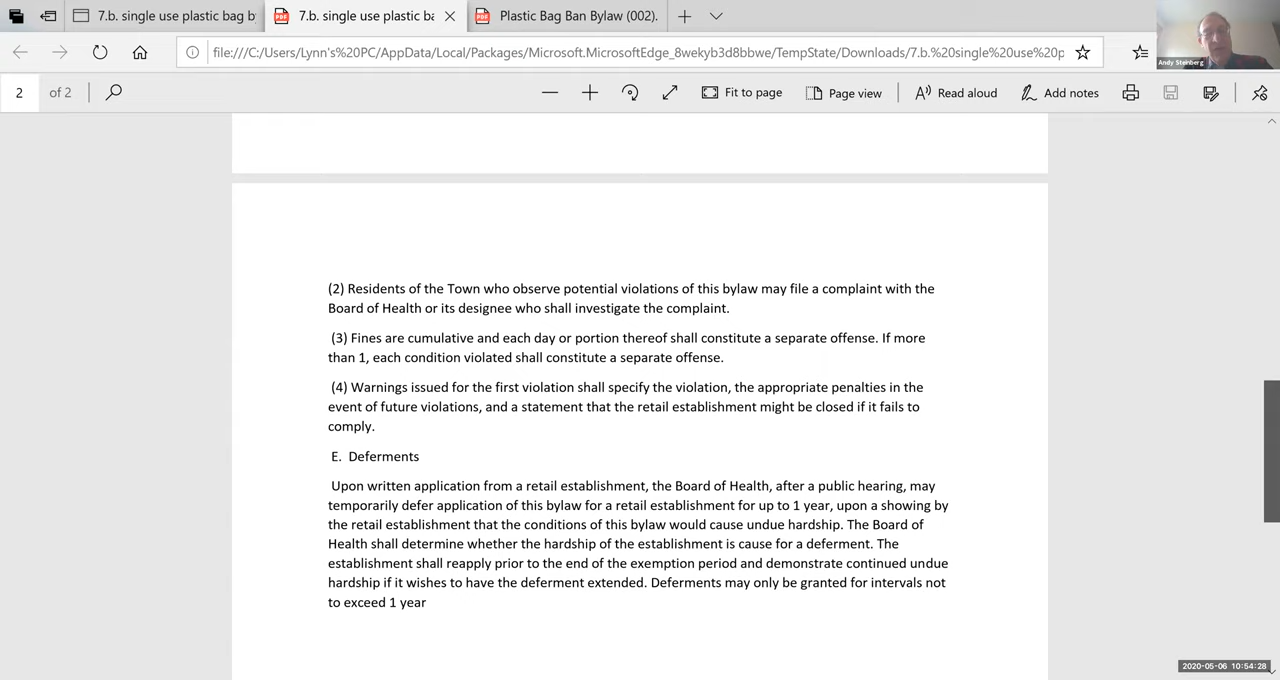 7.b. single use plastic bag b
7.b. single use plastic ba
Plastic Bag Ban Bylaw (002).
file:///C:/Users/Lynn's%20PC/AppData/Local/Packages/Microsoft.MicrosoftEdge_8wekyb3d8bbwe/TempState/Downloads/7.b.%20single%20use%20p
Andy Steinberg
2 of 2
Fit to page
Page view
Read aloud
Add notes
(2) Residents of the Town who observe potential violations of this bylaw may file a complaint with the
Board of Health or its designee who shall investigate the complaint.
(3) Fines are cumulative and each day or portion thereof shall constitute a separate offense. If more
than 1, each condition violated shall constitute a separate offense.
(4) Warnings issued for the first violation shall specify the violation, the appropriate penalties in the
event of future violations, and a statement that the retail establishment might be closed if it fails to
comply.
E. Deferments
Upon written application from a retail establishment, the Board of Health, after a public hearing, may
temporarily defer application of this bylaw for a retail establishment for up to 1 year, upon a showing by
the retail establishment that the conditions of this bylaw would cause undue hardship. The Board of
Health shall determine whether the hardship of the establishment is cause for a deferment. The
establishment shall reapply prior to the end of the exemption period and demonstrate continued undue
hardship if it wishes to have the deferment extended. Deferments may only be granted for intervals not
to exceed 1 year
2020-05-06 10:54:28